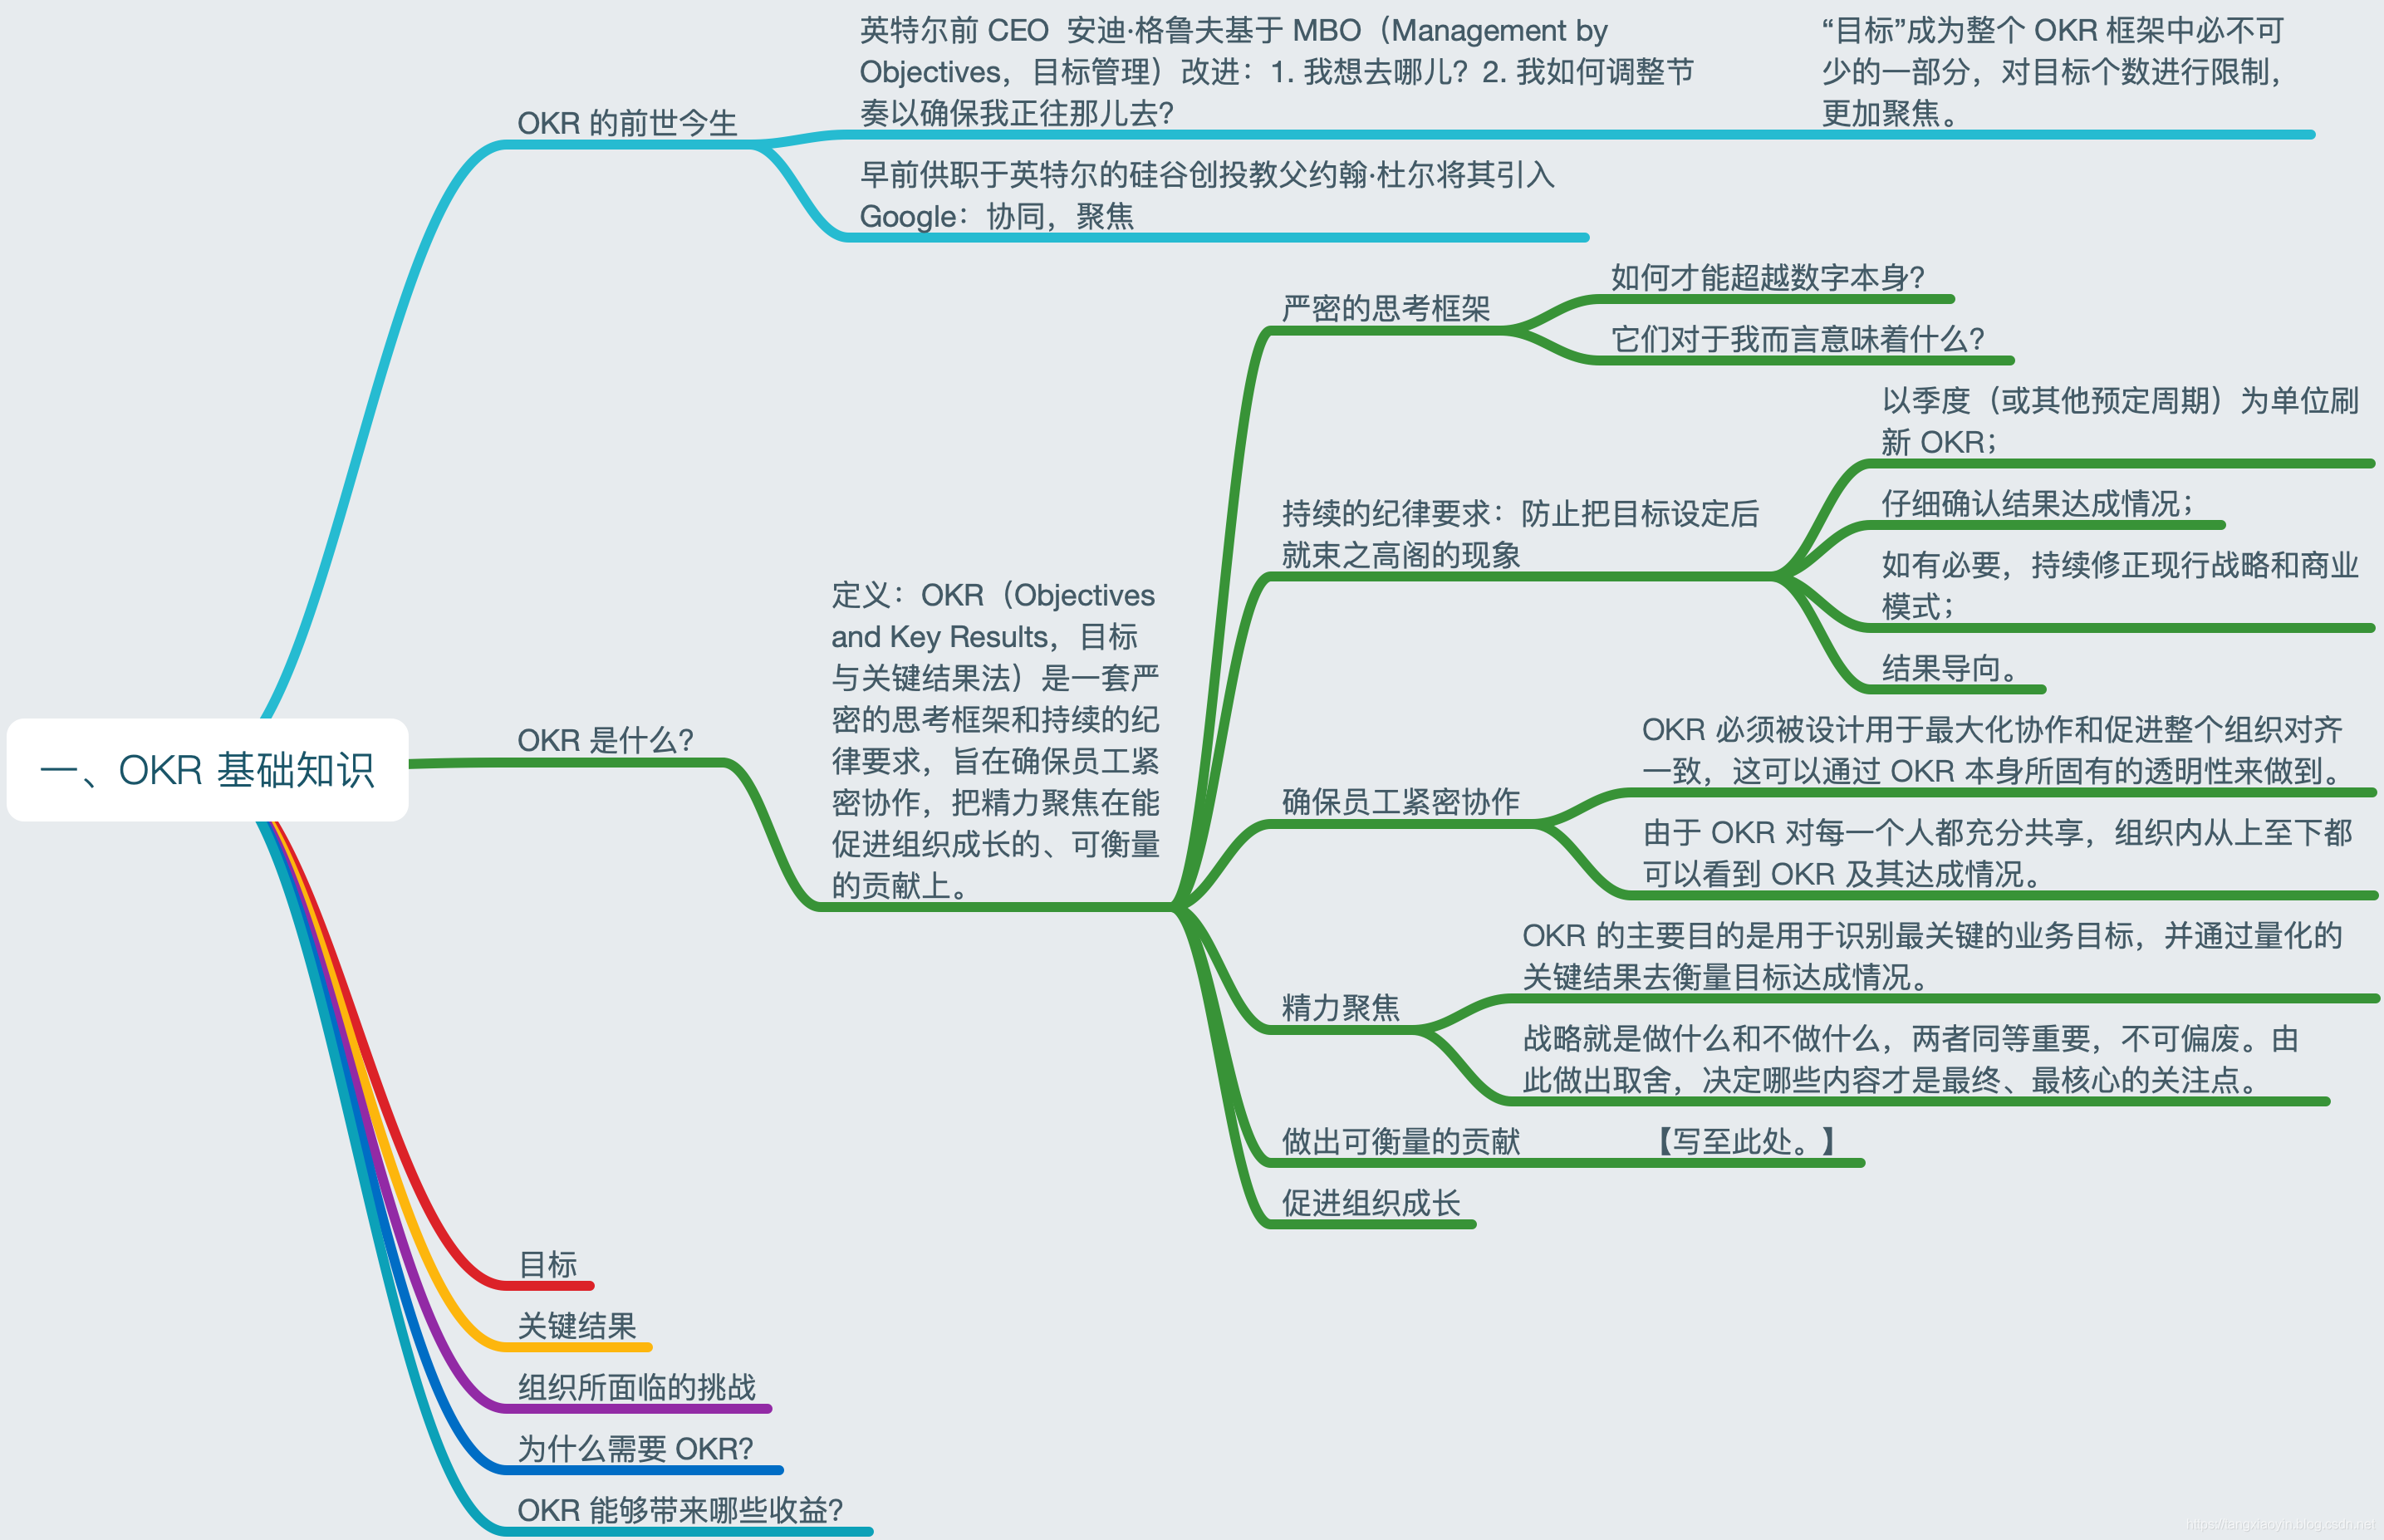 英特尔前 CEO  安迪·格鲁夫基于 MBO（Management by
Objectives，目标管理）改进：1. 我想去哪儿？2. 我如何调整节
奏以确保我正往那儿去？
“目标”成为整个 OKR 框架中必不可
少的一部分，对目标个数进行限制，
更加聚焦。
OKR 的前世今生
早前供职于英特尔的硅谷创投教父约翰·杜尔将其引入
Google：协同，聚焦
如何才能超越数字本身？
严密的思考框架
它们对于我而言意味着什么？
以季度（或其他预定周期）为单位刷
新 OKR；
仔细确认结果达成情况；
持续的纪律要求：防止把目标设定后
就束之高阁的现象
如有必要，持续修正现行战略和商业
模式；
结果导向。
定义：OKR（Objectives
and Key Results，目标
与关键结果法）是一套严
密的思考框架和持续的纪
律要求，旨在确保员工紧
密协作，把精力聚焦在能
促进组织成长的、可衡量
的贡献上。
OKR 是什么？
一、OKR 基础知识
OKR 必须被设计用于最大化协作和促进整个组织对齐
一致，这可以通过 OKR 本身所固有的透明性来做到。
确保员工紧密协作
由于 OKR 对每一个人都充分共享，组织内从上至下都
可以看到 OKR 及其达成情况。
OKR 的主要目的是用于识别最关键的业务目标，并通过量化的
关键结果去衡量目标达成情况。
精力聚焦
战略就是做什么和不做什么，两者同等重要，不可偏废。由
此做出取舍，决定哪些内容才是最终、最核心的关注点。
做出可衡量的贡献 【写至此处。】
促进组织成长
目标
关键结果
组织所面临的挑战
为什么需要 OKR？
OKR 能够带来哪些收益？
https://tangxiaoyin.blog.csdn.net